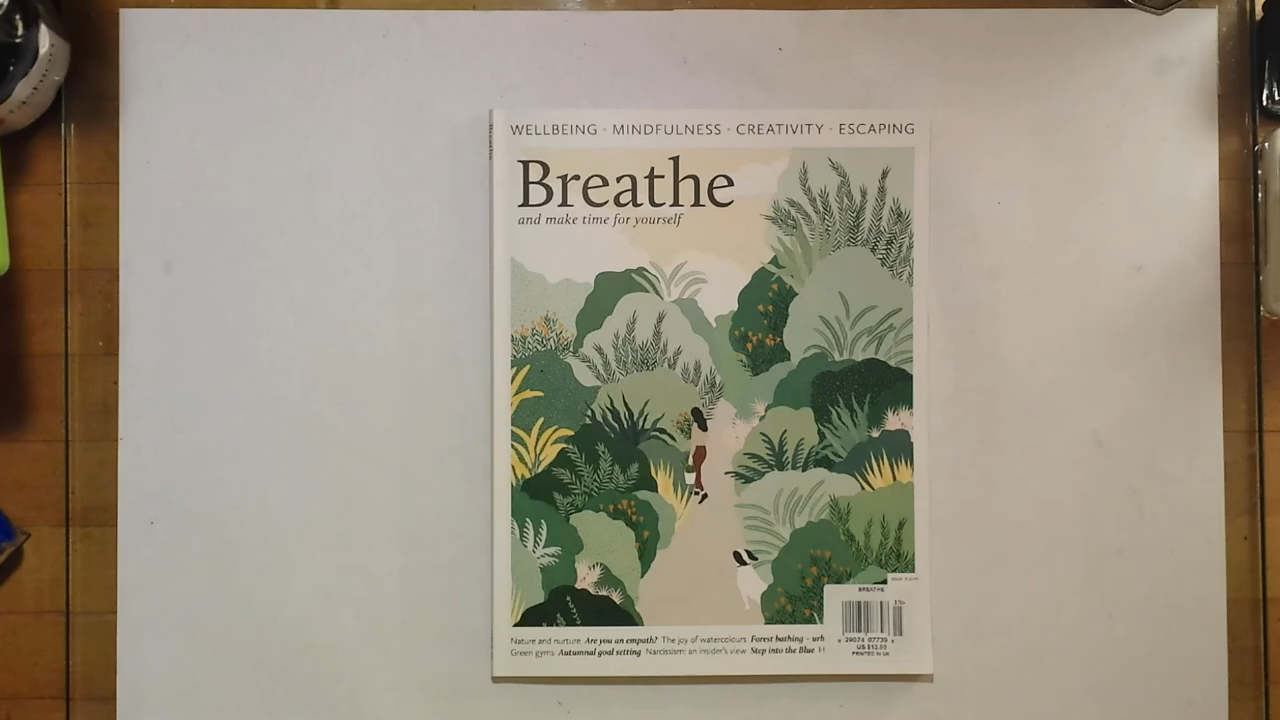 WELLBEING · MINDFULNESS · CREATIVITY · ESCAPING
Breathe
and make time for yourself
Breathe
BREATHE
Nature and nurture Are you an empath? The joy of watercolours Forest bathing – urb
Green gyms Autumnal goal setting Narcissism: an insider's view Step into the Blue H
US $13.99
PRINTED IN UK